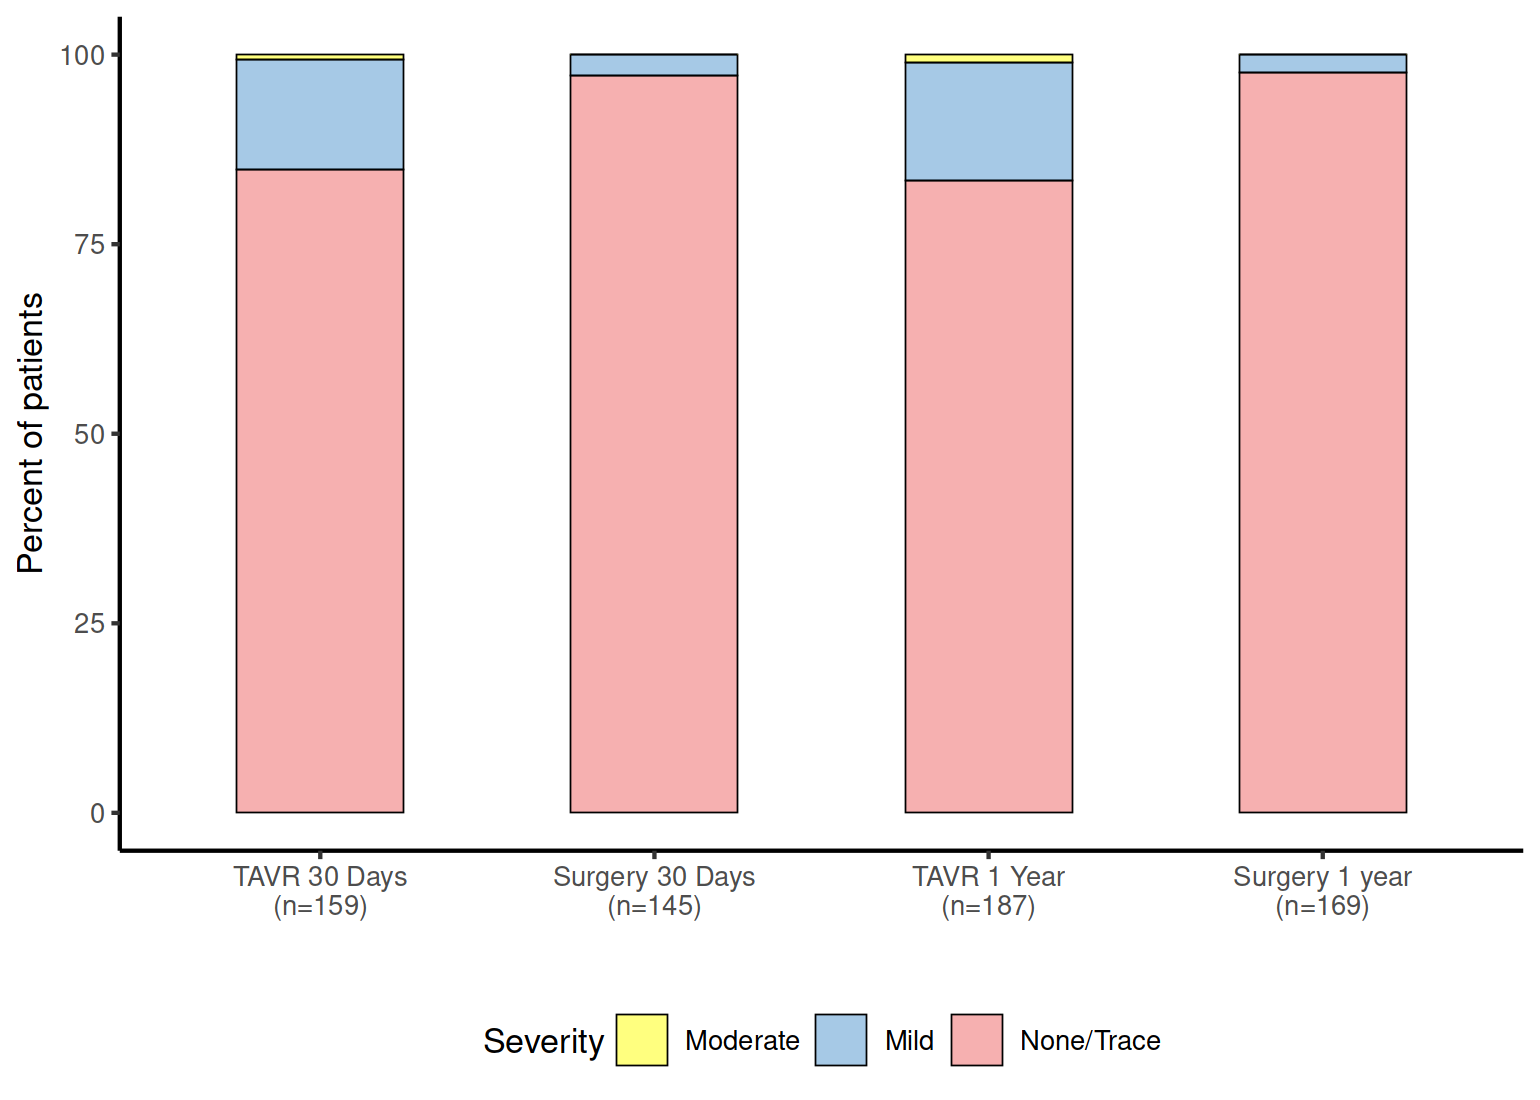 Percent of patients
100
75
50
25
0
TAVR 30 Days
(n=159)
Surgery 30 Days
(n=145)
TAVR 1 Year
(n=187)
Surgery 1 year
(n=169)
Severity Moderate Mild None/Trace